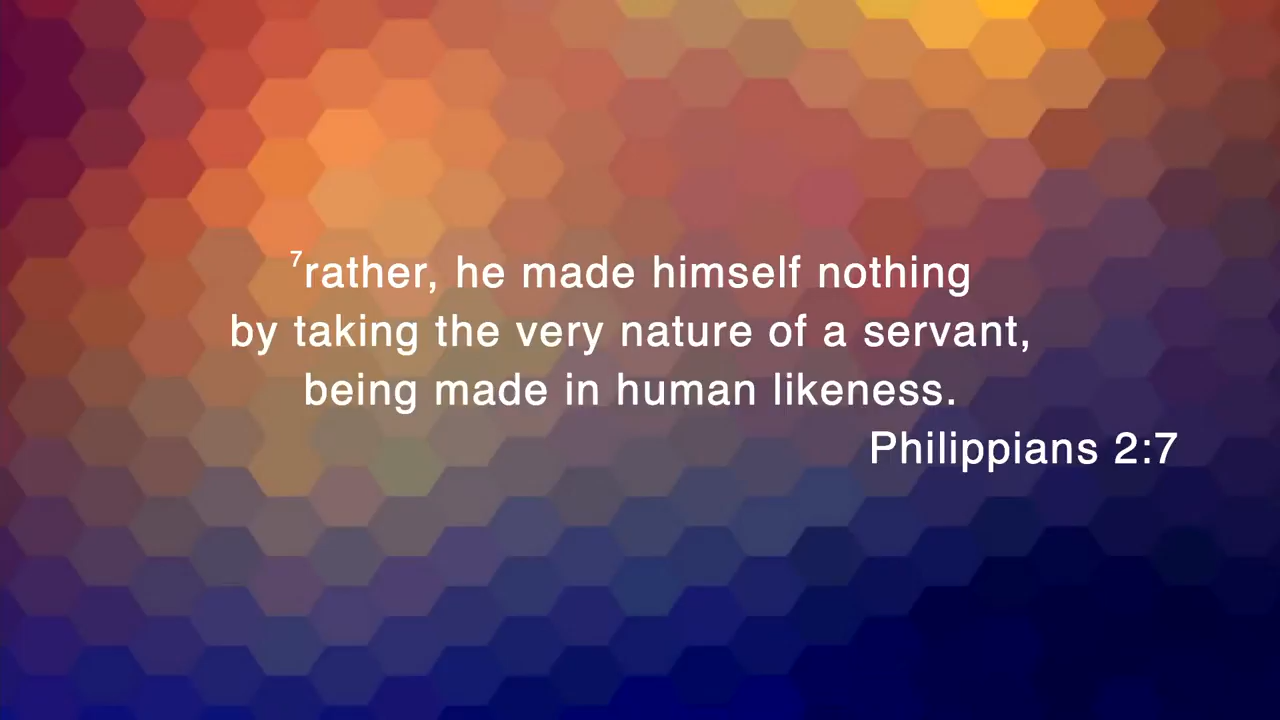 ⁷rather, he made himself nothing
by taking the very nature of a servant,
being made in human likeness.
Philippians 2:7